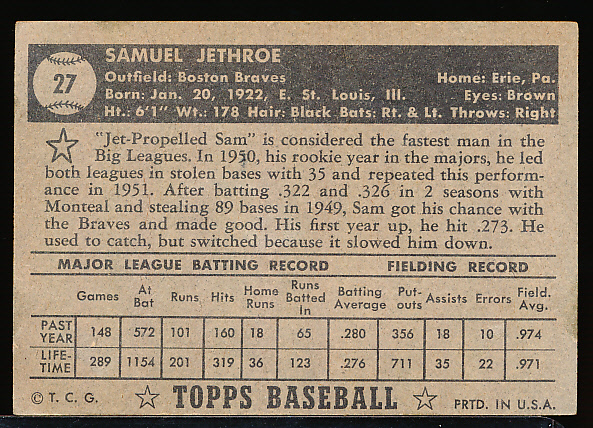 27
SAMUEL JETHROE
Outfield: Boston Braves Home: Erie, Pa.
Born: Jan. 20, 1922, E. St. Louis, Ill. Eyes: Brown
Ht.: 6'1" Wt.: 178 Hair: Black Bats: Rt. & Lt. Throws: Right
"Jet-Propelled Sam" is considered the fastest man in the
Big Leagues. In 1950, his rookie year in the majors, he led
both leagues in stolen bases with 35 and repeated this perform-
ance in 1951. After batting .322 and .326 in 2 seasons with
Monteal and stealing 89 bases in 1949, Sam got his chance with
the Braves and made good. His first year up, he hit .273. He
used to catch, but switched because it slowed him down.
MAJOR LEAGUE BATTING RECORD FIELDING RECORD
Games At Bat Runs Hits Home Runs Runs Batted In Batting Average Put-outs Assists Errors Field. Avg.
PAST YEAR 148 572 101 160 18 65 .280 356 18 10 .974
LIFE-TIME 289 1154 201 319 36 123 .276 711 35 22 .971
© T. C. G. TOPPS BASEBALL PRTD. IN U.S.A.